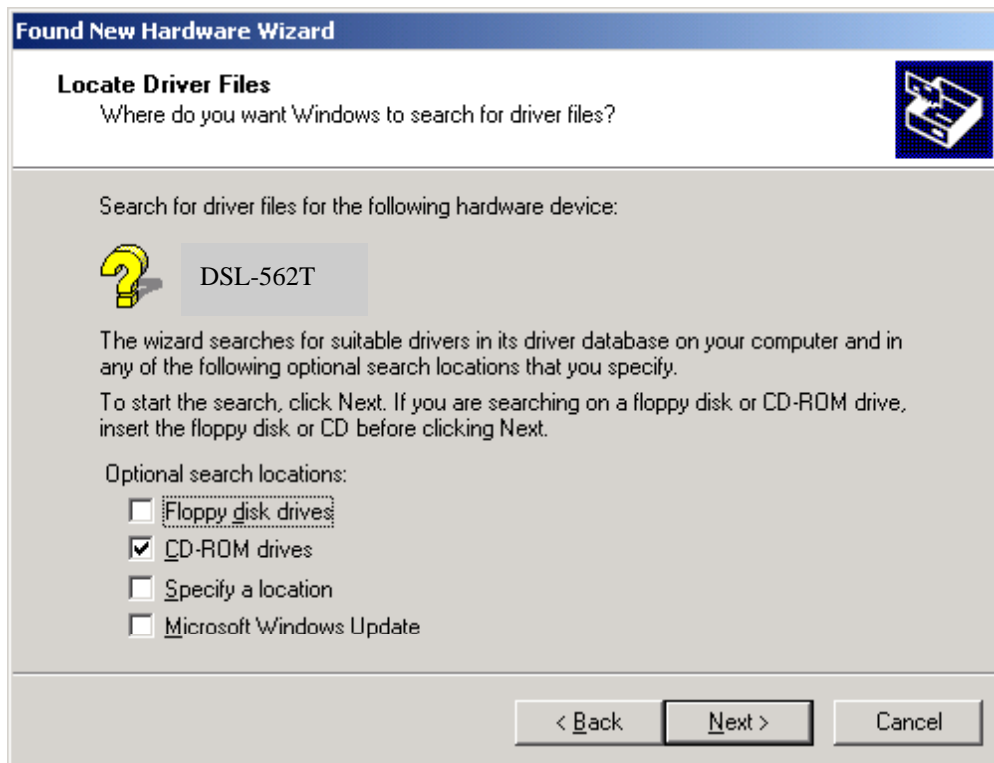 Found New Hardware Wizard
Locate Driver Files
Where do you want Windows to search for driver files?
Search for driver files for the following hardware device:
DSL-562T
The wizard searches for suitable drivers in its driver database on your computer and in
any of the following optional search locations that you specify.
To start the search, click Next. If you are searching on a floppy disk or CD-ROM drive,
insert the floppy disk or CD before clicking Next.
Optional search locations:
Floppy disk drives
CD-ROM drives
Specify a location
Microsoft Windows Update
< Back Next > Cancel